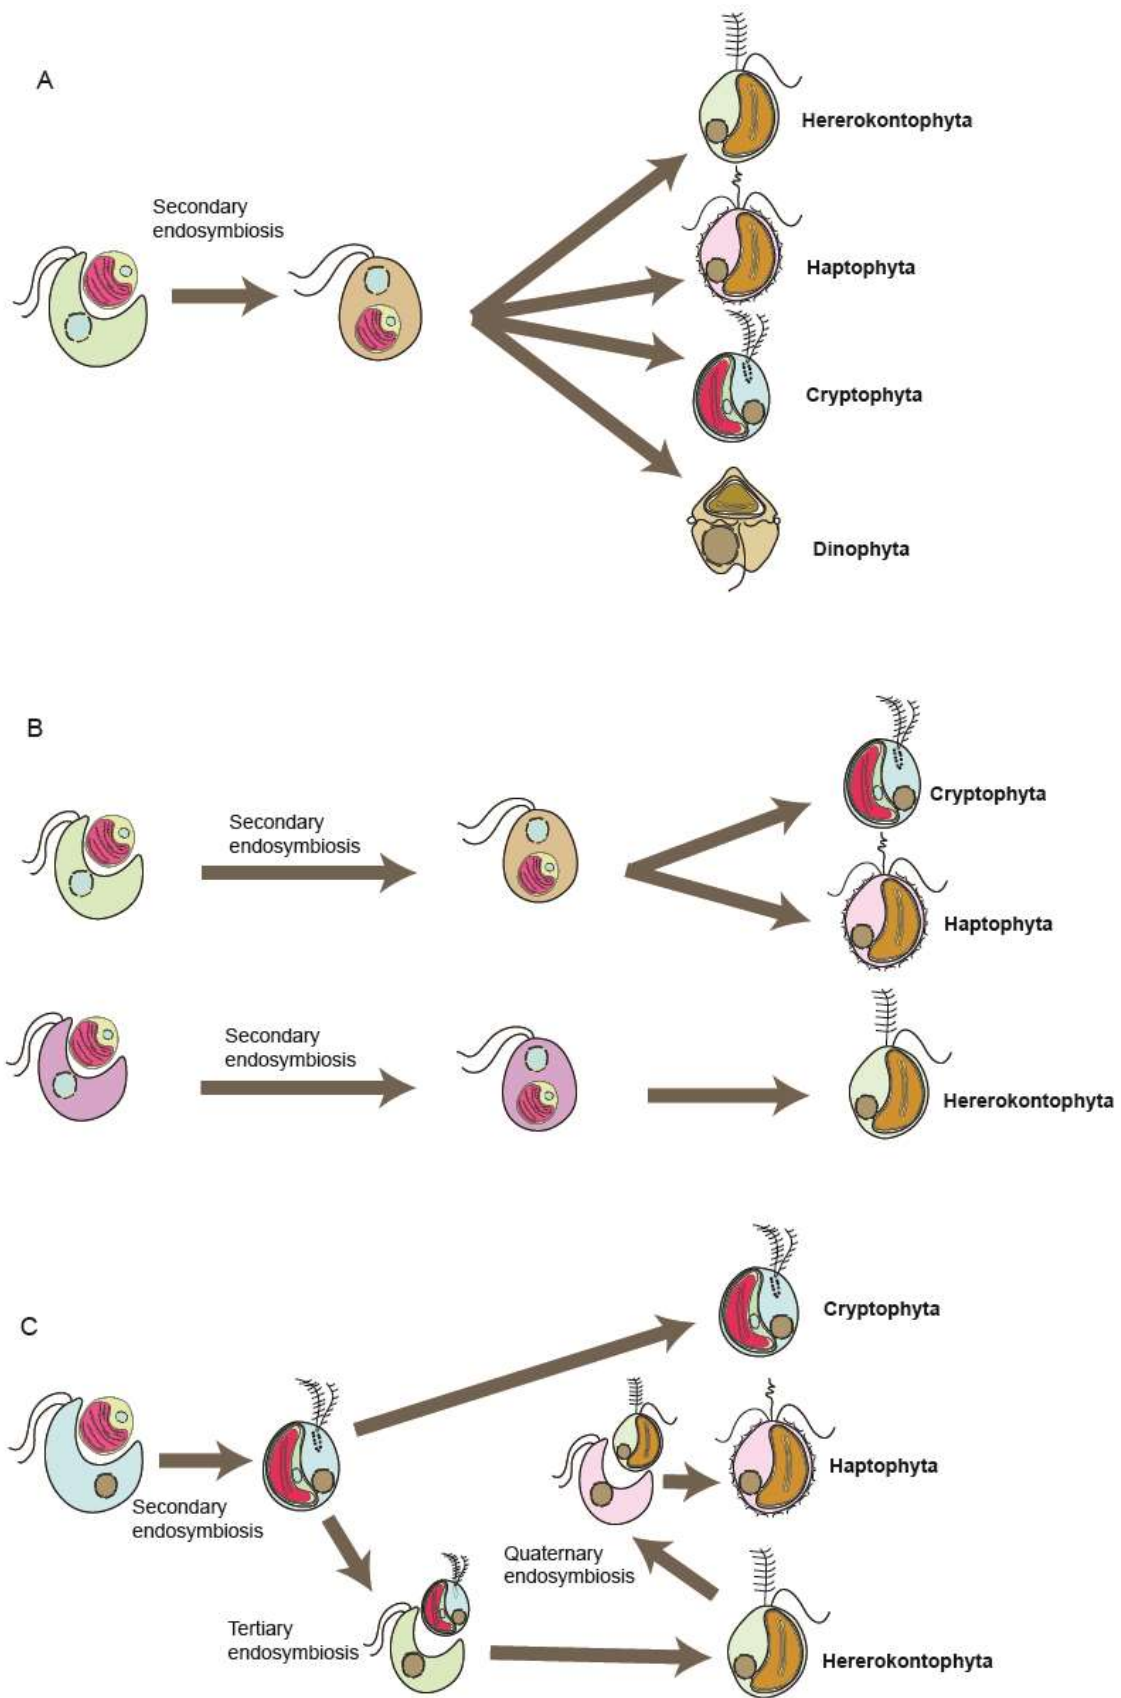 A
Hererokontophyta
Secondary
endosymbiosis
Haptophyta
Cryptophyta
Dinophyta
B
Cryptophyta
Secondary
endosymbiosis
Haptophyta
Secondary
endosymbiosis
Hererokontophyta
C
Cryptophyta
Haptophyta
Secondary
endosymbiosis
Quaternary
endosymbiosis
Tertiary
endosymbiosis
Hererokontophyta